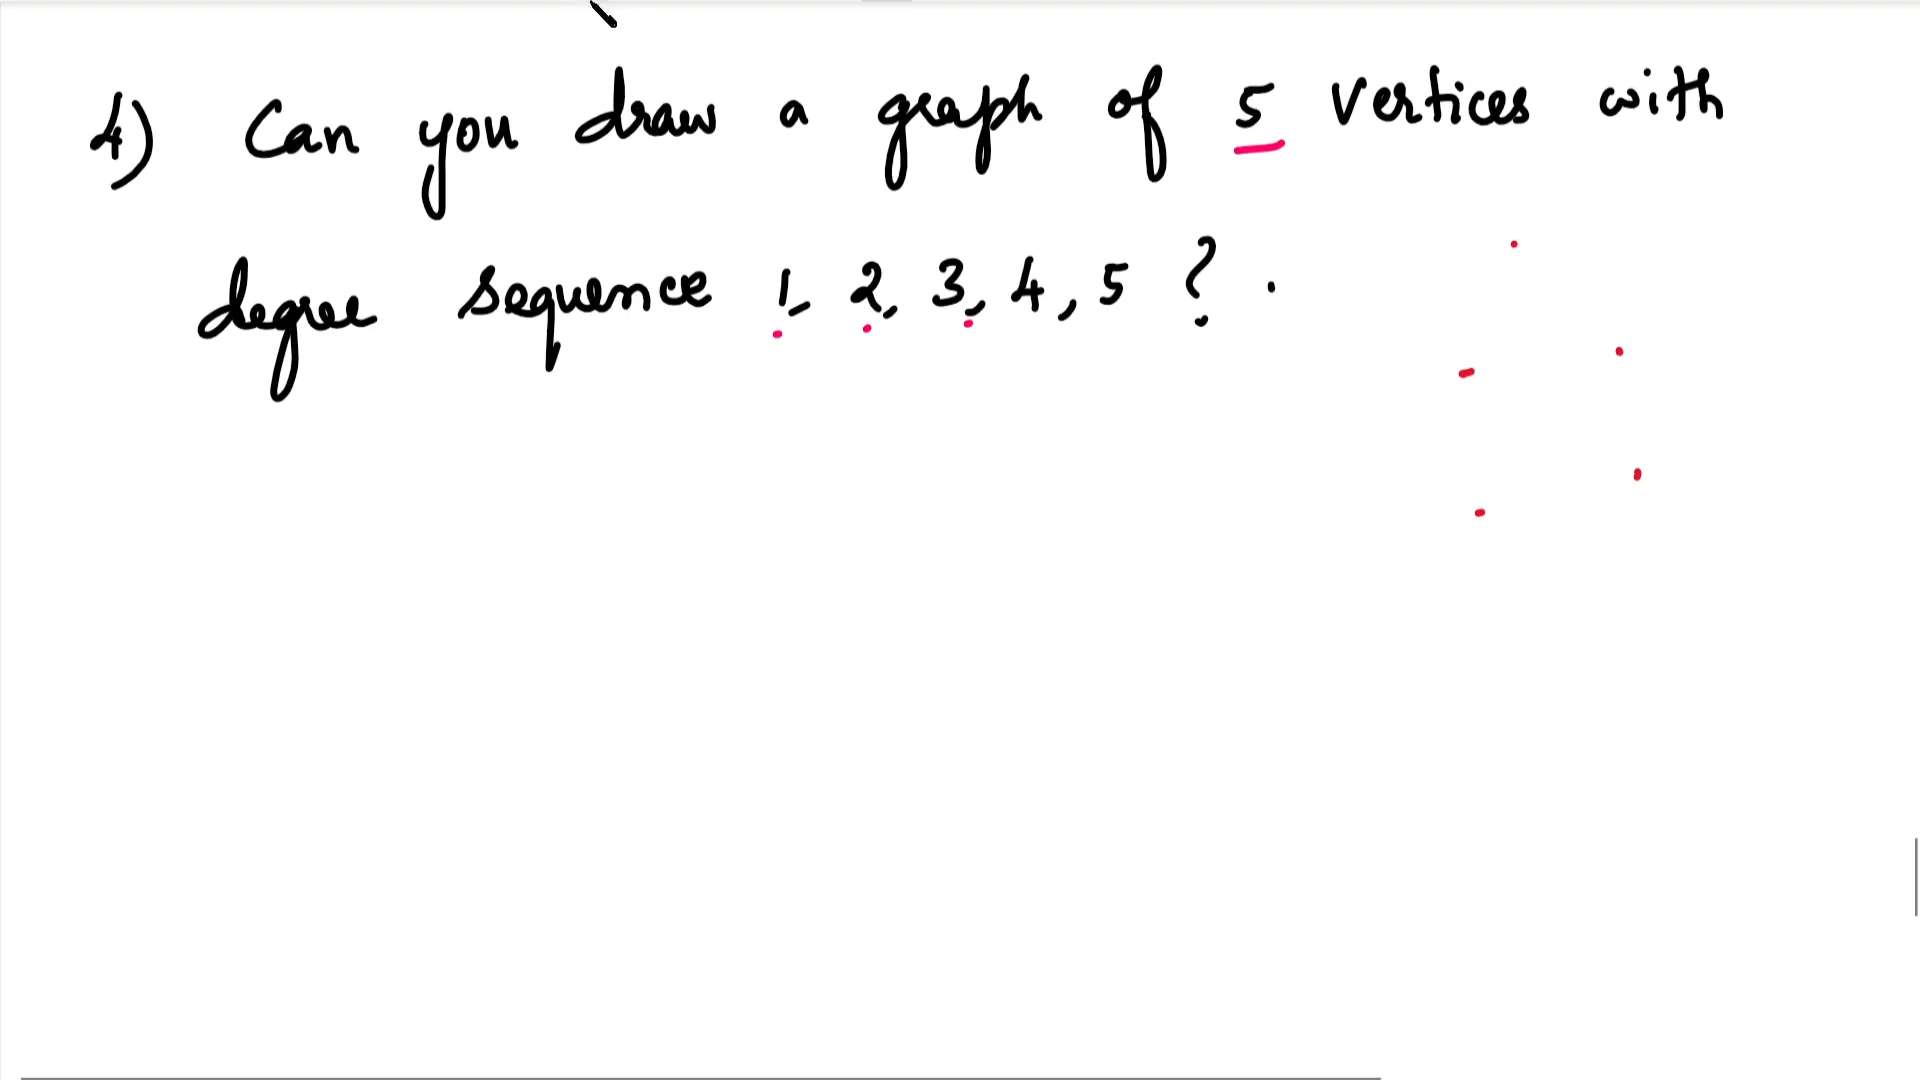 4) Can you draw a graph of 5 vertices with
degree sequence 1, 2, 3, 4, 5 ? .